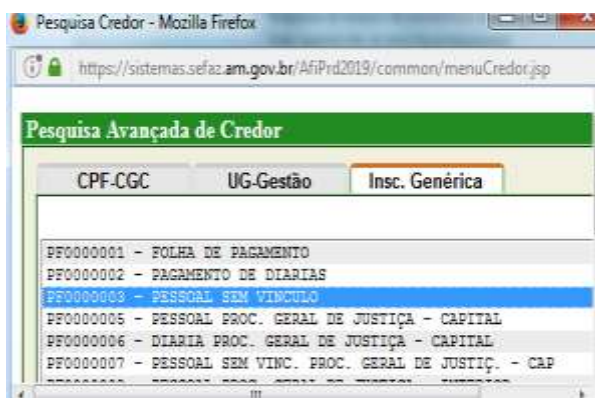 Pesquisa Credor - Mozilla Firefox
https://sistemas.sefaz.am.gov.br/AfiPrd2019/common/menuCredor.jsp
Pesquisa Avançada de Credor
CPF-CGC UG-Gestão Insc. Genérica
PF0000001 - FOLHA DE PAGAMENTO
PF0000002 - PAGAMENTO DE DIARIAS
PF0000003 - PESSOAL SEM VINCULO
PF0000005 - PESSOAL PROC. GERAL DE JUSTIÇA - CAPITAL
PF0000006 - DIARIA PROC. GERAL DE JUSTIÇA - CAPITAL
PF0000007 - PESSOAL SEM VINC. PROC. GERAL DE JUSTIÇ. - CAP